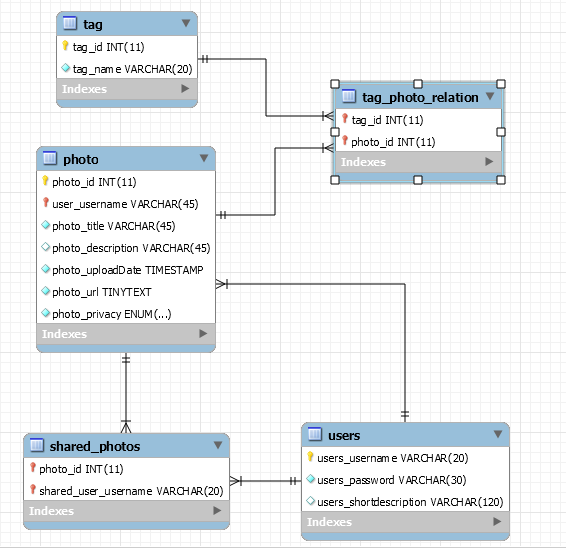 tag
tag_id INT(11)
tag_name VARCHAR(20)
Indexes
tag_photo_relation
tag_id INT(11)
photo_id INT(11)
Indexes
photo
photo_id INT(11)
user_username VARCHAR(45)
photo_title VARCHAR(45)
photo_description VARCHAR(45)
photo_uploadDate TIMESTAMP
photo_url TINYTEXT
photo_privacy ENUM(...)
Indexes
shared_photos
photo_id INT(11)
shared_user_username VARCHAR(20)
Indexes
users
users_username VARCHAR(20)
users_password VARCHAR(30)
users_shortdescription VARCHAR(120)
Indexes